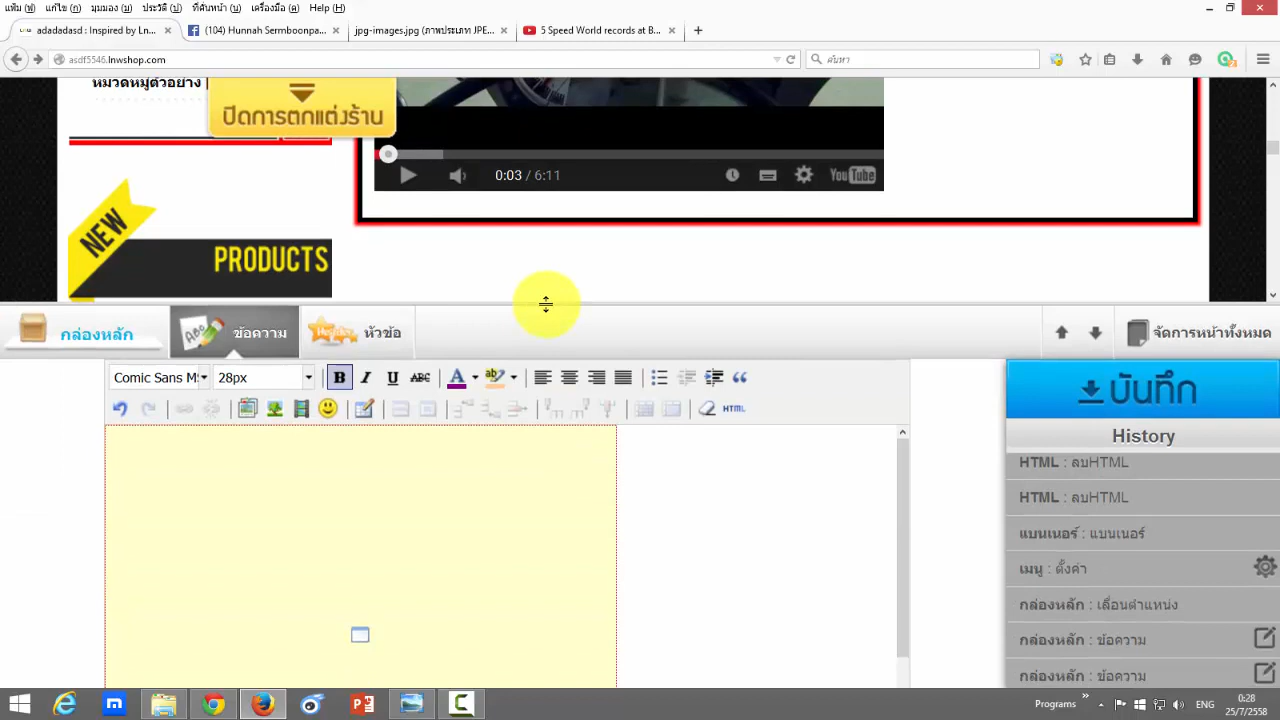 แฟ้ม (ฟ) แก้ไข (ก) มุมมอง (ม) ประวัติ (ป) ที่คั่นหน้า (ค) เครื่องมือ (ค) Help (H)
adadadasd : Inspired by Ln... (104) Hunnah Sermboonpa... jpg-images.jpg (ภาพประเภท JPE... 5 Speed World records at B...
asdf5546.lnwshop.com ค้นหา
หมวดหมู่ตัวอย่าง
ปิดการตกแต่งร้าน
0:03 / 6:11 YouTube
NEW
PRODUCTS
กล่องหลัก ข้อความ หัวข้อ จัดการหน้าทั้งหมด
Comic Sans MS 28px B I U ABC A ab
HTML
บันทึก
History
HTML : ลบHTML
HTML : ลบHTML
แบนเนอร์ : แบนเนอร์
เมนู : ตั้งค่า
กล่องหลัก : เลื่อนตำแหน่ง
กล่องหลัก : ข้อความ
กล่องหลัก : ข้อความ
Programs ENG 0:28
25/7/2558